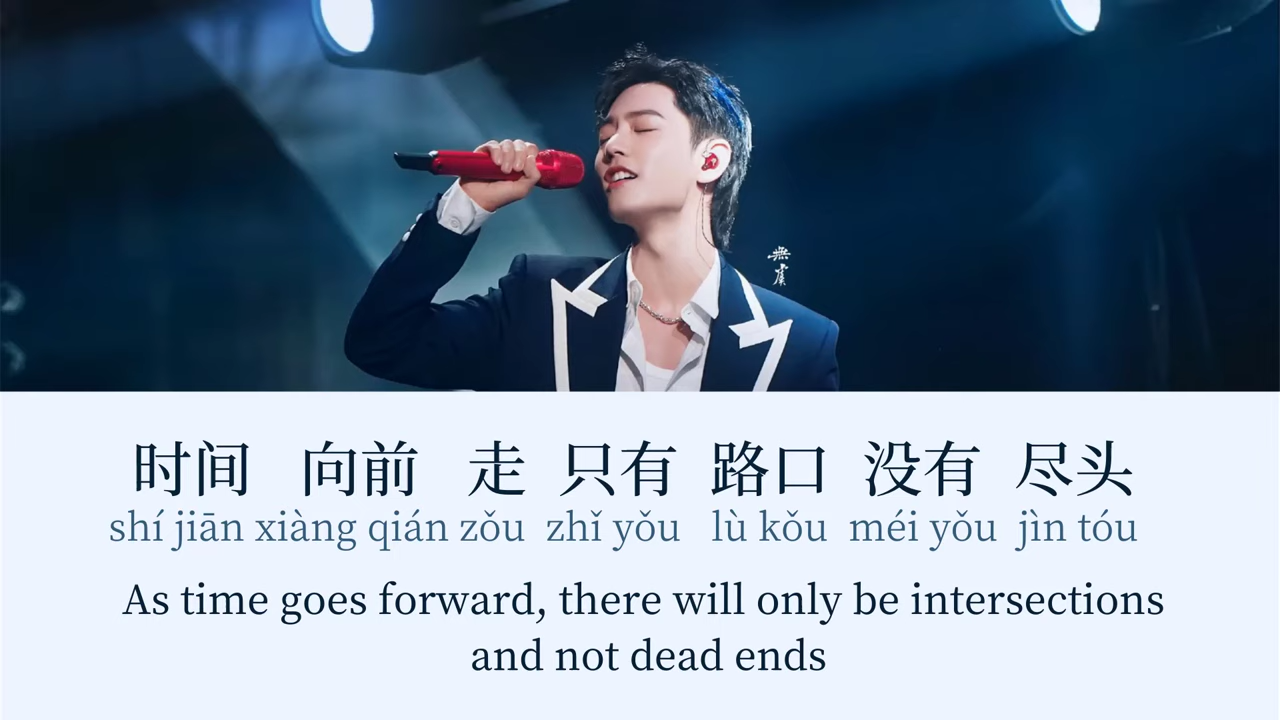 無虞
时间 向前 走 只有 路口 没有 尽头
shí jiān xiàng qián zǒu zhǐ yǒu lù kǒu méi yǒu jìn tóu
As time goes forward, there will only be intersections
and not dead ends